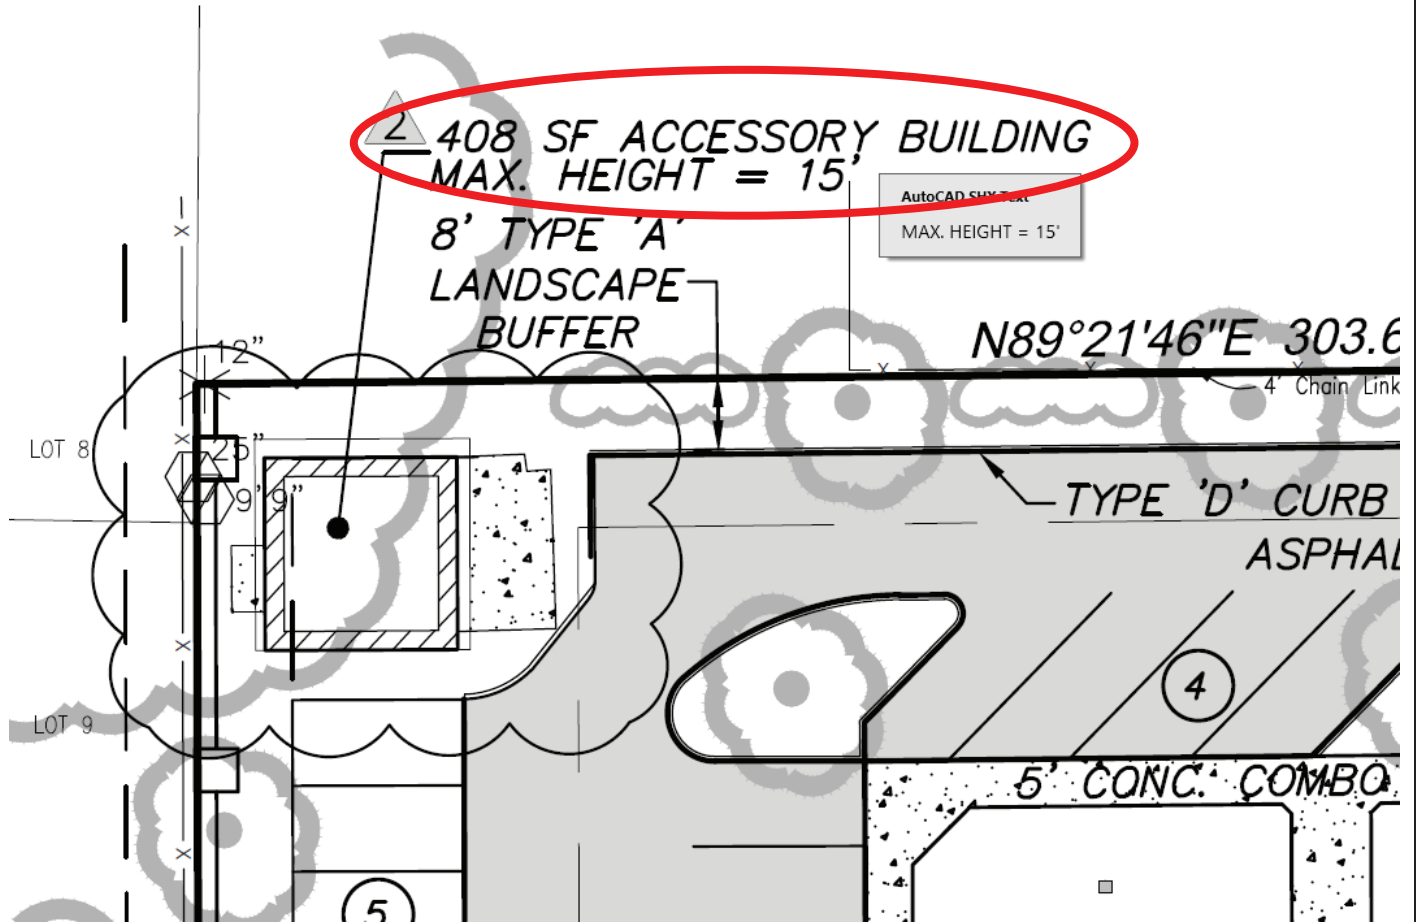 2
408 SF ACCESSORY BUILDING
MAX. HEIGHT = 15'
AutoCAD SHX Text
MAX. HEIGHT = 15'
8' TYPE 'A'
LANDSCAPE
BUFFER
N89°21'46"E 303.6
12"
4' Chain Link
LOT 8
25"
9' 9"
TYPE 'D' CURB
ASPHAL
4
LOT 9
5' CONC. COMBO
5